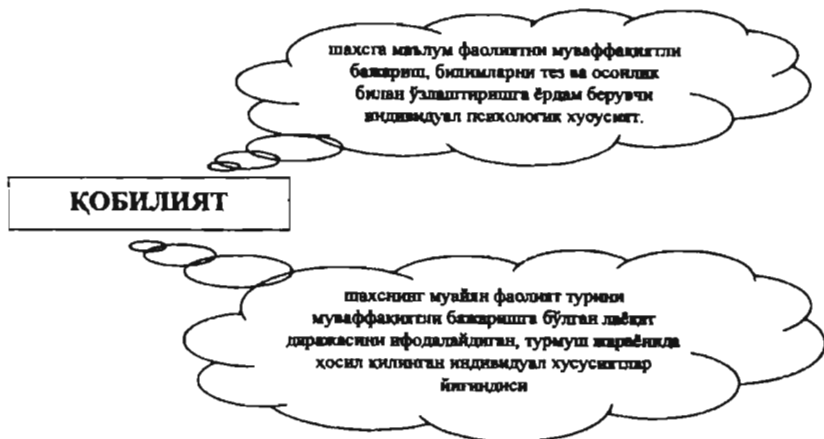 шахсга маълум фаолиятни муваффақиятли
бажариш, билимларни тез ва осонлик
билан ўзлаштиришга ёрдам берувчи
индивидуал психологик хусусият.
ҚОБИЛИЯТ
шахснинг муайян фаолият турини
муваффақиятли бажаришга бўлган лаёқат
даражасини ифодалайдиган, турмуш жараёнида
ҳосил қилинган индивидуал хусусиятлар
йиғиндиси